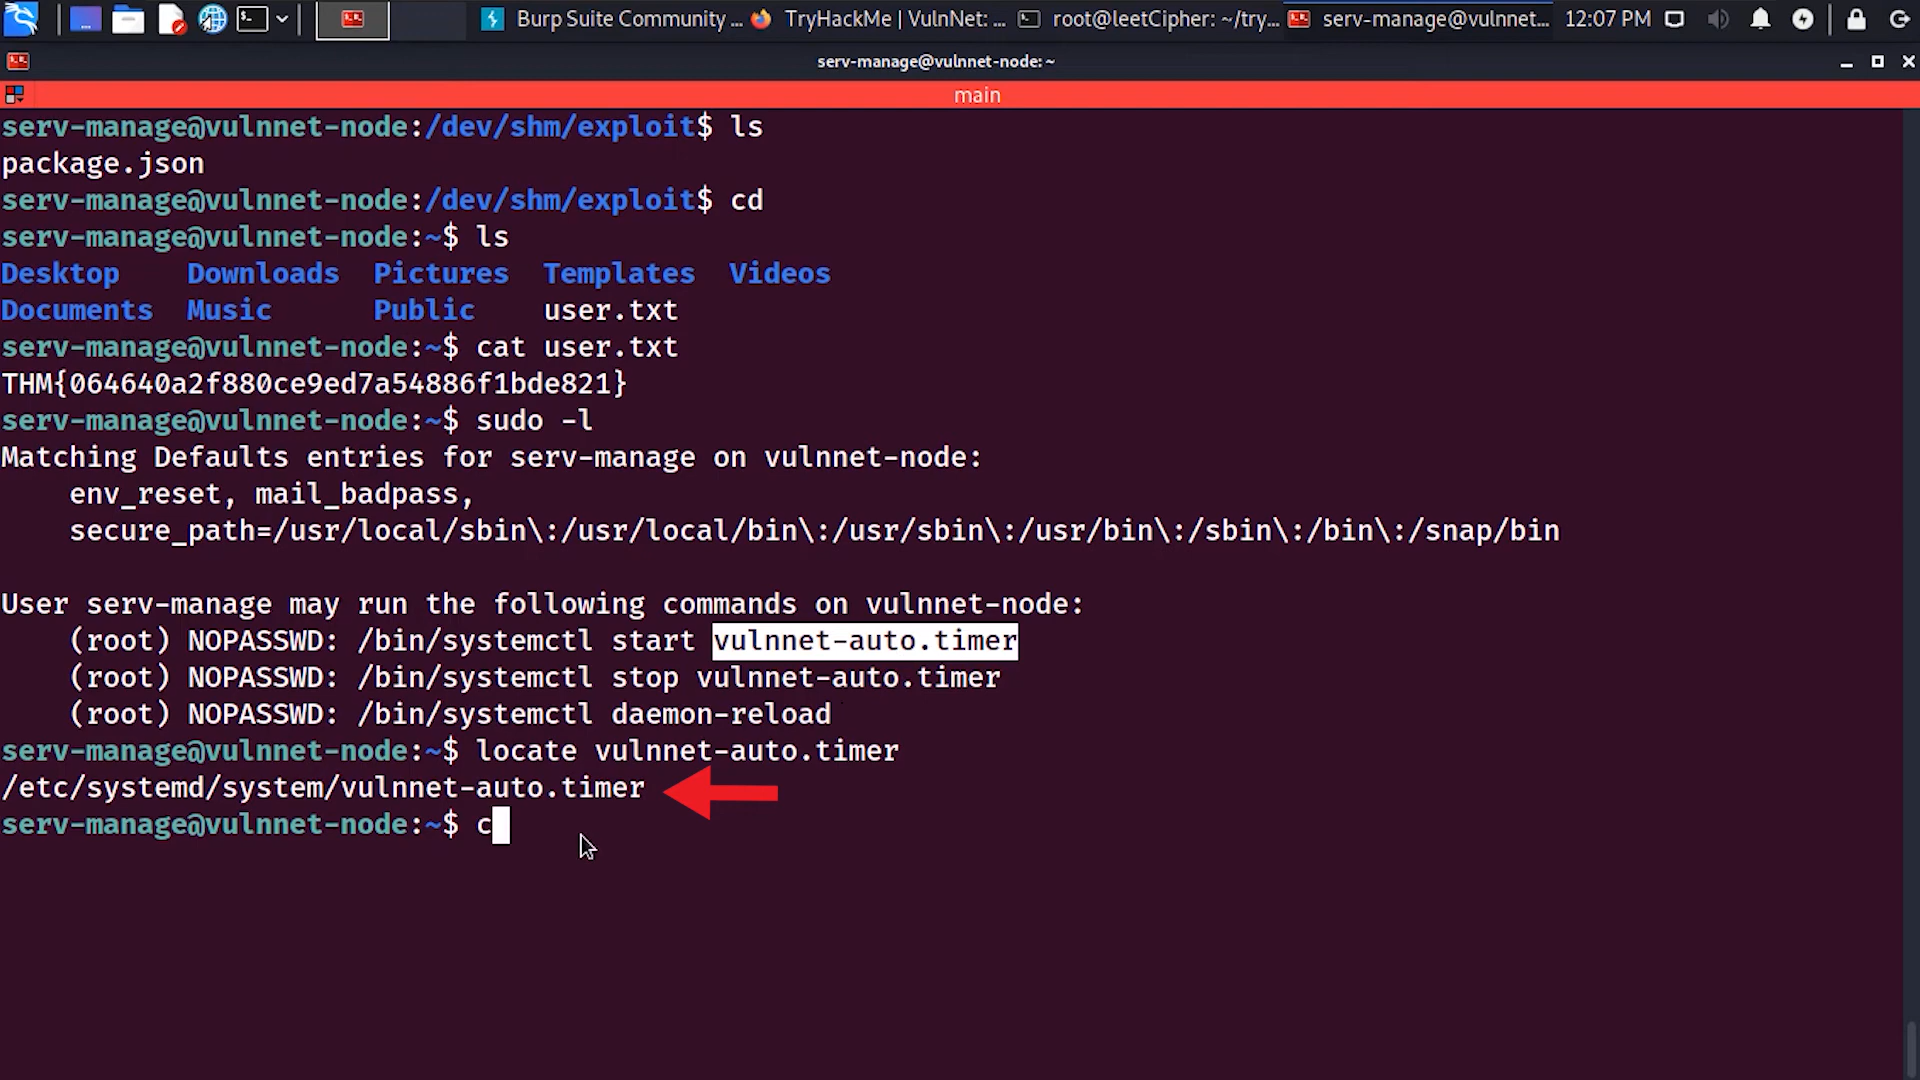 Burp Suite Community ... TryHackMe | VulnNet: ... root@leetCipher: ~/try... serv-manage@vulnnet... 12:07 PM
serv-manage@vulnnet-node:~
main
serv-manage@vulnnet-node:/dev/shm/exploit$ ls
package.json
serv-manage@vulnnet-node:/dev/shm/exploit$ cd
serv-manage@vulnnet-node:~$ ls
Desktop Downloads Pictures Templates Videos
Documents Music Public user.txt
serv-manage@vulnnet-node:~$ cat user.txt
THM{064640a2f880ce9ed7a54886f1bde821}
serv-manage@vulnnet-node:~$ sudo -l
Matching Defaults entries for serv-manage on vulnnet-node:
env_reset, mail_badpass,
secure_path=/usr/local/sbin\:/usr/local/bin\:/usr/sbin\:/usr/bin\:/sbin\:/bin\:/snap/bin
User serv-manage may run the following commands on vulnnet-node:
(root) NOPASSWD: /bin/systemctl start vulnnet-auto.timer
(root) NOPASSWD: /bin/systemctl stop vulnnet-auto.timer
(root) NOPASSWD: /bin/systemctl daemon-reload
serv-manage@vulnnet-node:~$ locate vulnnet-auto.timer
/etc/systemd/system/vulnnet-auto.timer
serv-manage@vulnnet-node:~$ c